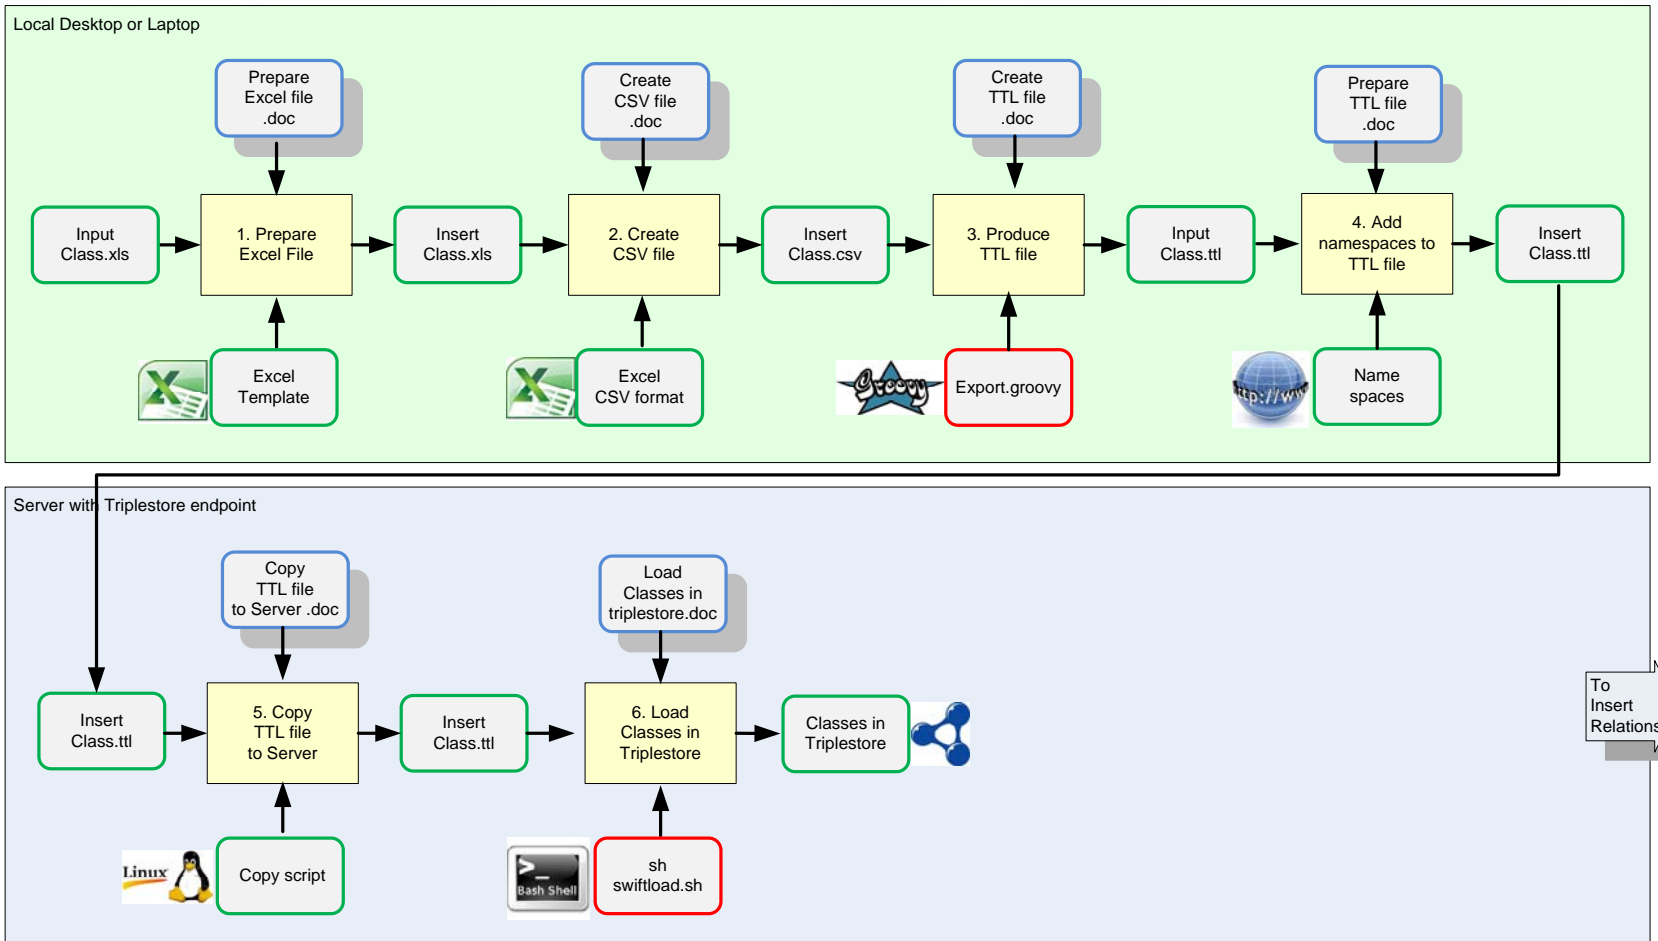 Local Desktop or Laptop
Prepare
Excel file
.doc
Create
CSV file
.doc
Create
TTL file
.doc
Prepare
TTL file
.doc
Input
Class.xls
1. Prepare
Excel File
Insert
Class.xls
2. Create
CSV file
Insert
Class.csv
3. Produce
TTL file
Input
Class.ttl
4. Add
namespaces to
TTL file
Insert
Class.ttl
Excel
Template
Excel
CSV format
Groovy
Export.groovy
http://www
Name
spaces
Server with Triplestore endpoint
Copy
TTL file
to Server .doc
Load
Classes in
triplestore.doc
Insert
Class.ttl
5. Copy
TTL file
to Server
Insert
Class.ttl
6. Load
Classes in
Triplestore
Classes in
Triplestore
To
Insert
Relations
Linux
Copy script
>_
Bash Shell
sh
swiftload.sh